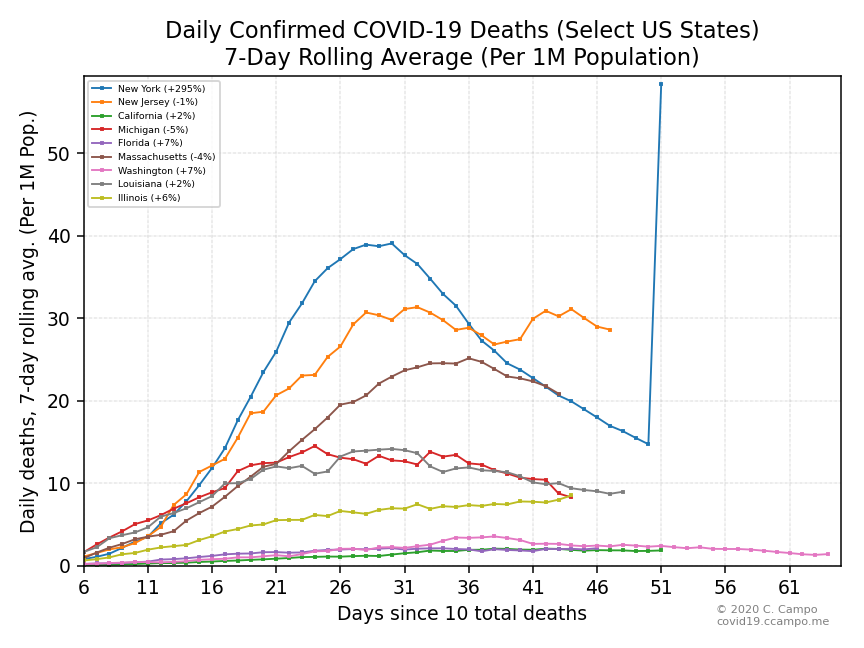 Daily Confirmed COVID-19 Deaths (Select US States)
7-Day Rolling Average (Per 1M Population)
Daily deaths, 7-day rolling avg. (Per 1M Pop.)
50
40
30
20
10
0
New York (+295%)
New Jersey (-1%)
California (+2%)
Michigan (-5%)
Florida (+7%)
Massachusetts (-4%)
Washington (+7%)
Louisiana (+2%)
Illinois (+6%)
6 11 16 21 26 31 36 41 46 51 56 61
Days since 10 total deaths
© 2020 C. Campo
covid19.ccampo.me